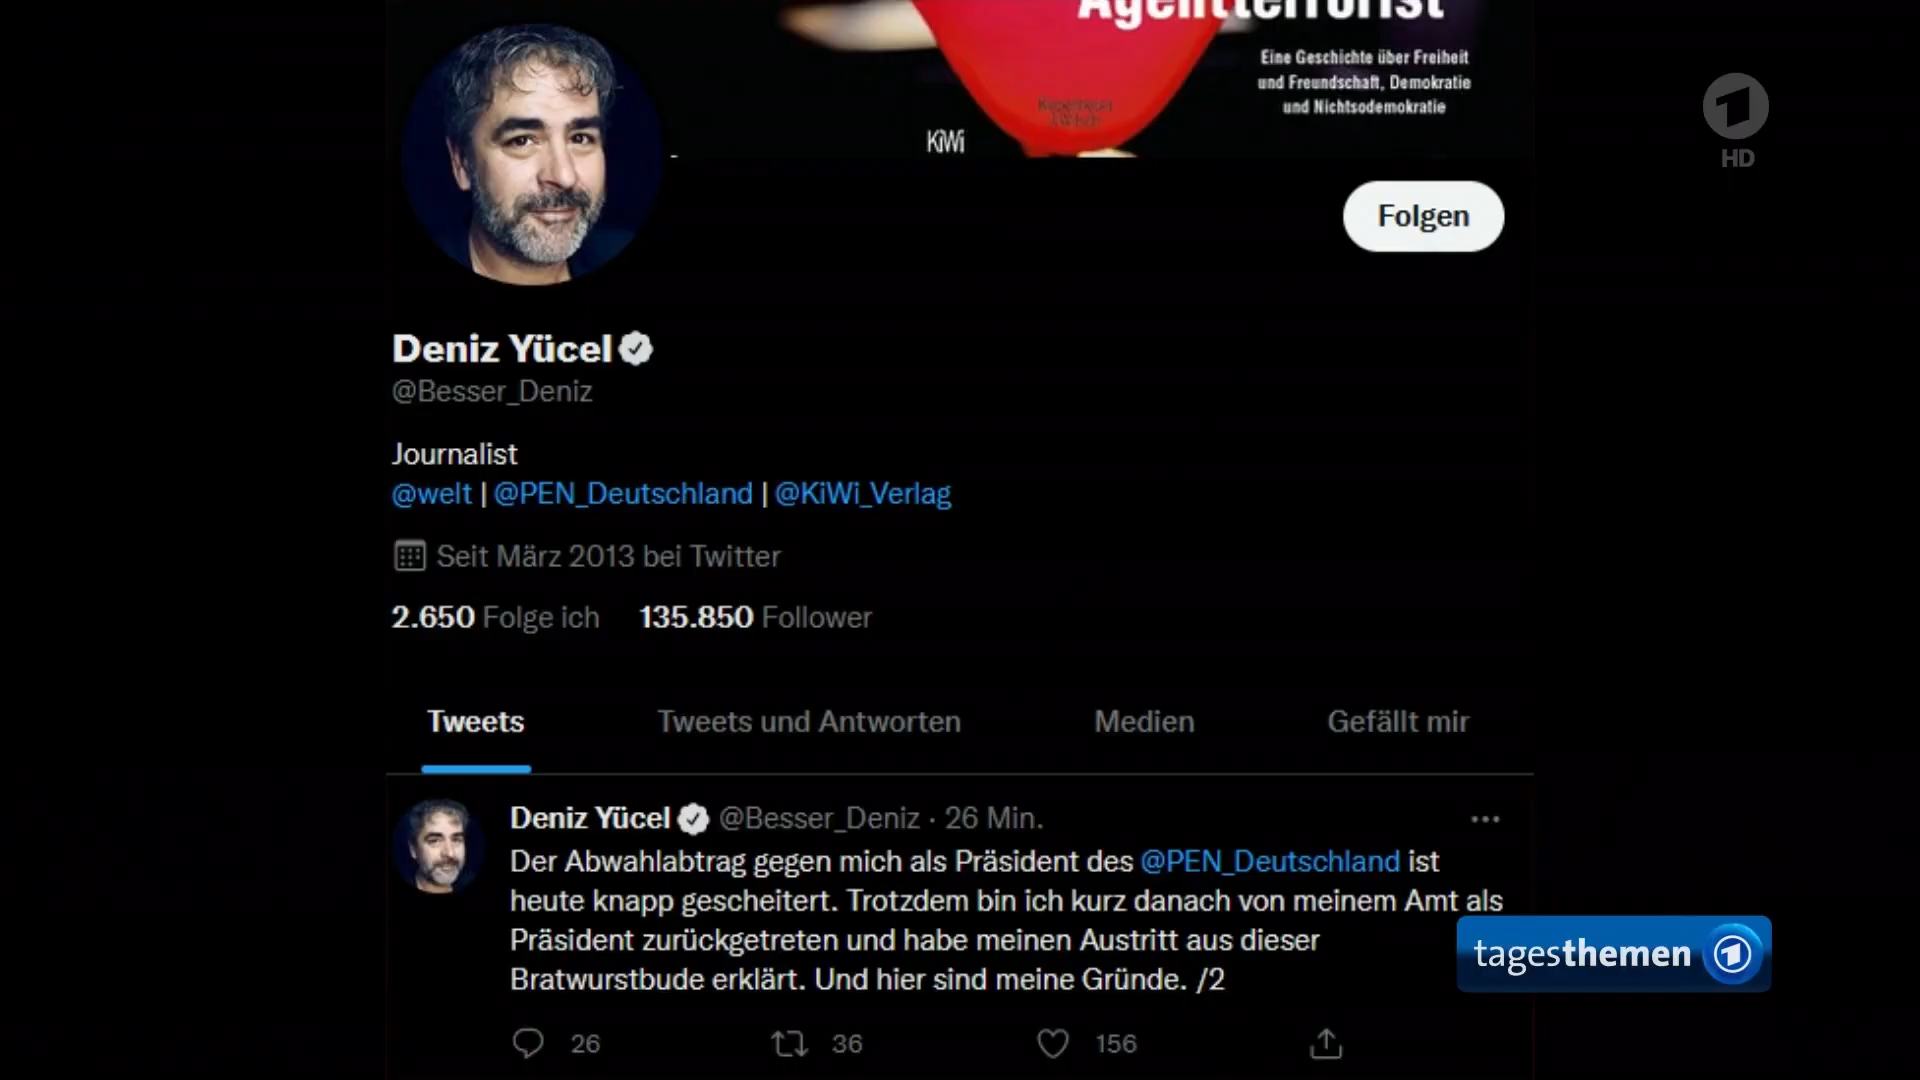 Agentterrorist
Eine Geschichte über Freiheit
und Freundschaft, Demokratie
und Nichtsodemokratie
KiWi
HD
Folgen
Deniz Yücel
@Besser_Deniz
Journalist
@welt | @PEN_Deutschland | @KiWi_Verlag
Seit März 2013 bei Twitter
2.650 Folge ich 135.850 Follower
Tweets Tweets und Antworten Medien Gefällt mir
Deniz Yücel @Besser_Deniz · 26 Min.
Der Abwahlabtrag gegen mich als Präsident des @PEN_Deutschland ist
heute knapp gescheitert. Trotzdem bin ich kurz danach von meinem Amt als
Präsident zurückgetreten und habe meinen Austritt aus dieser
Bratwurstbude erklärt. Und hier sind meine Gründe. /2
tagesthemen 1
26 36 156